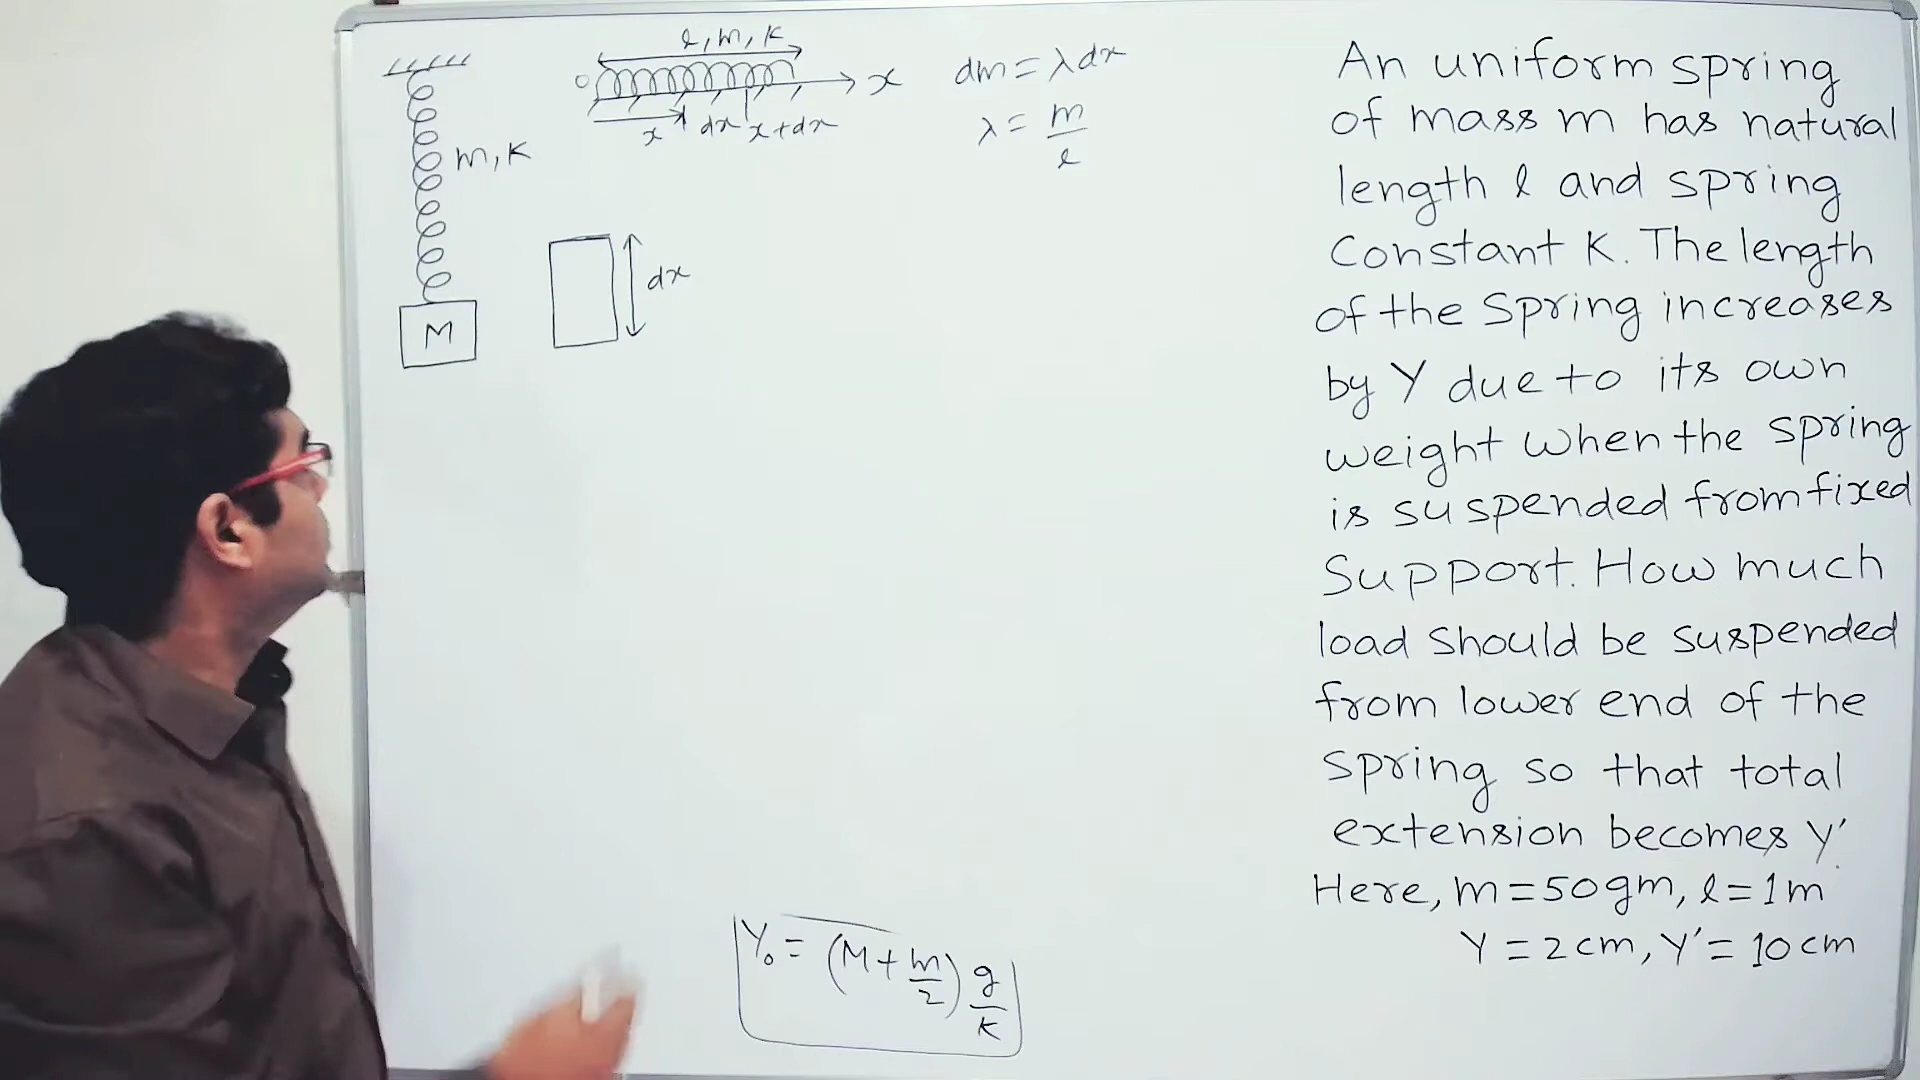 l, m, k
o
x
x dx x+dx
dm = λdx
λ = m/l
m, k
M
dx
Y₀ = (M + m/2) g/k
An uniform spring
of mass m has natural
length l and spring
Constant K. The length
of the Spring increases
by Y due to its own
weight when the spring
is suspended from fixed
Support. How much
load should be suspended
from lower end of the
spring so that total
extension becomes Y'.
Here, m = 50gm, l = 1m
Y = 2cm, Y' = 10cm